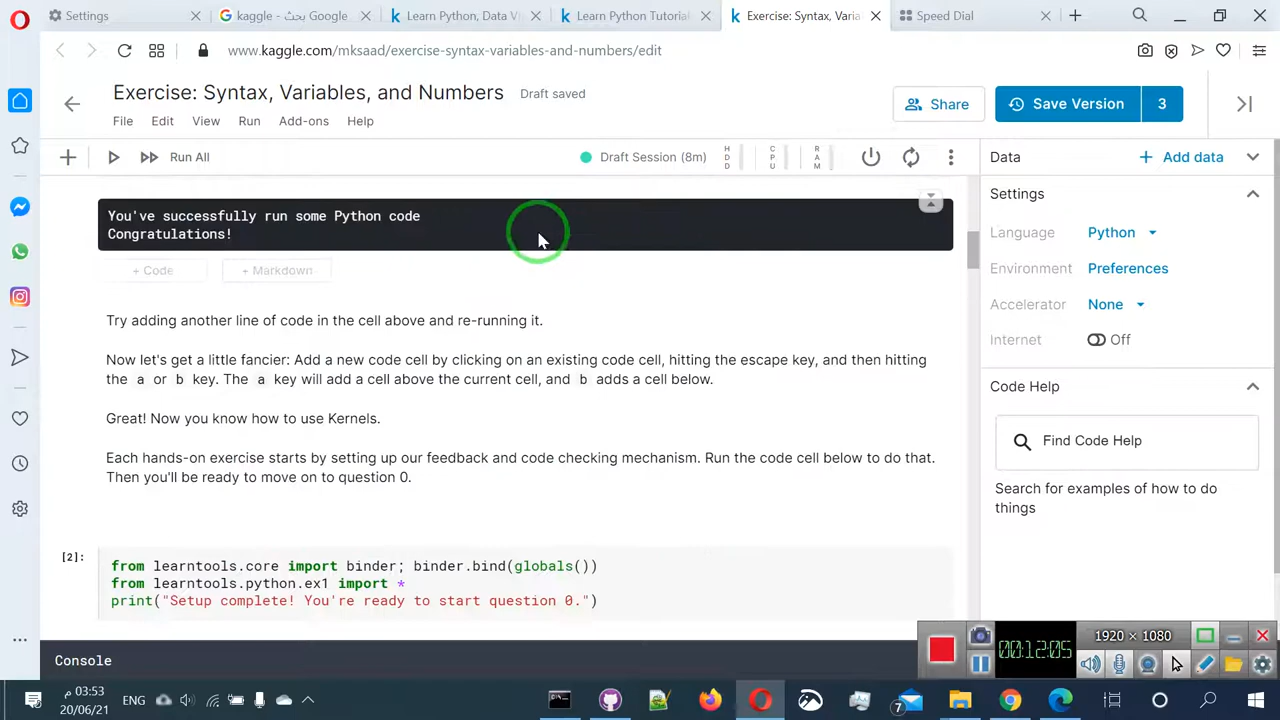 Settings
kaggle - بحث Google
Learn Python, Data V
Learn Python Tutorial
Exercise: Syntax, Varia
Speed Dial
www.kaggle.com/mksaad/exercise-syntax-variables-and-numbers/edit
Exercise: Syntax, Variables, and Numbers
Draft saved
File Edit View Run Add-ons Help
Share
Save Version 3
Run All
Draft Session (8m)
HDD
CPU
RAM
Data
Add data
You've successfully run some Python code
Congratulations!
+ Code
+ Markdown
Try adding another line of code in the cell above and re-running it.
Now let's get a little fancier: Add a new code cell by clicking on an existing code cell, hitting the escape key, and then hitting
the a or b key. The a key will add a cell above the current cell, and b adds a cell below.
Great! Now you know how to use Kernels.
Each hands-on exercise starts by setting up our feedback and code checking mechanism. Run the code cell below to do that.
Then you'll be ready to move on to question 0.
[2]:
from learntools.core import binder; binder.bind(globals())
from learntools.python.ex1 import *
print("Setup complete! You're ready to start question 0.")
Console
Settings
Language Python
Environment Preferences
Accelerator None
Internet Off
Code Help
Find Code Help
Search for examples of how to do
things
00:12:05
1920 × 1080
03:53 م
20/06/21
ENG
7